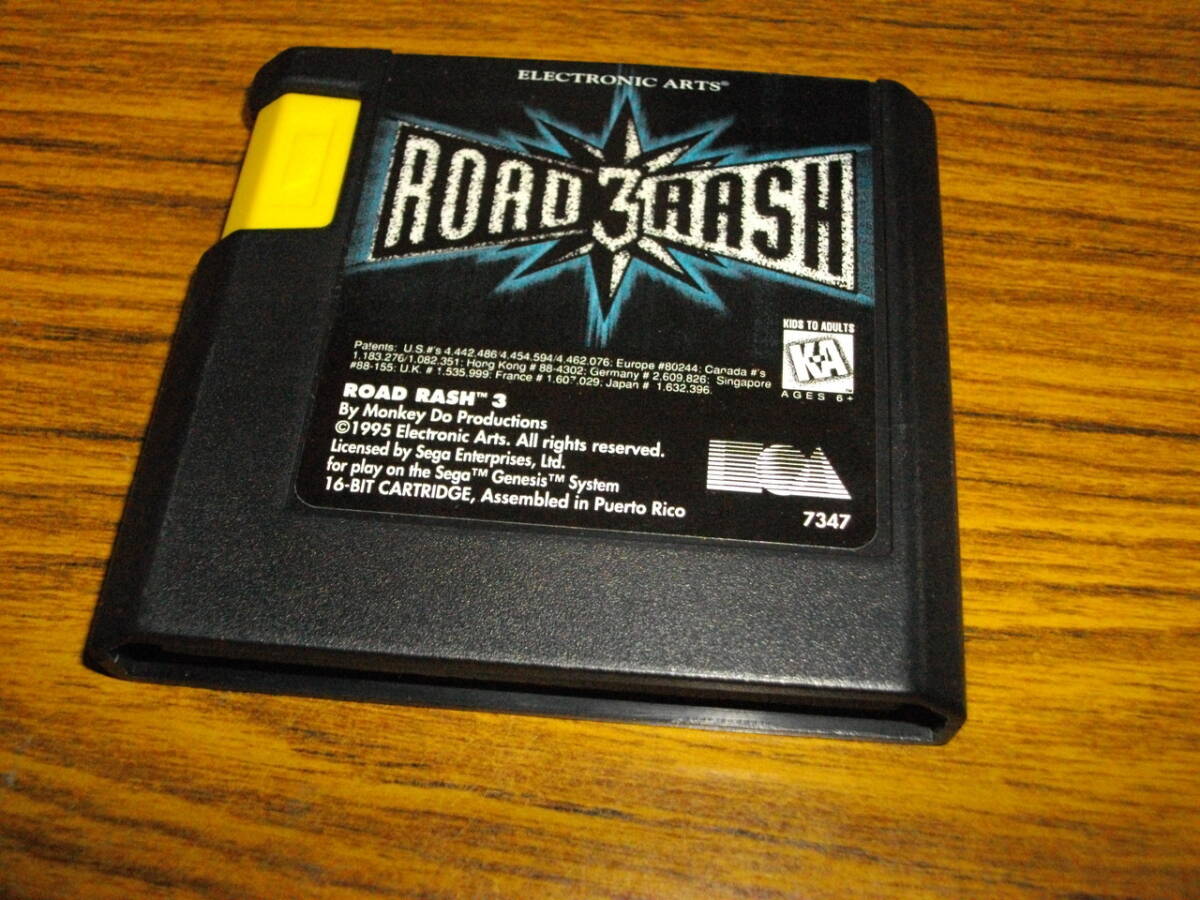 ELECTRONIC ARTS®
ROAD 3 RASH
KIDS TO ADULTS
K-A
AGES 6+
Patents: U.S.#'s 4,442,486/4,454,594/4,462,076; Europe #80244; Canada #'s
1,183,276/1,082,351; Hong Kong # 88-4302; Germany # 2,609,826; Singapore
#88-155; U.K. # 1,535,999; France # 1,607,029; Japan # 1,632,396.
ROAD RASH™ 3
By Monkey Do Productions
©1995 Electronic Arts. All rights reserved.
Licensed by Sega Enterprises, Ltd.
for play on the Sega™ Genesis™ System
16-BIT CARTRIDGE, Assembled in Puerto Rico
EA
7347